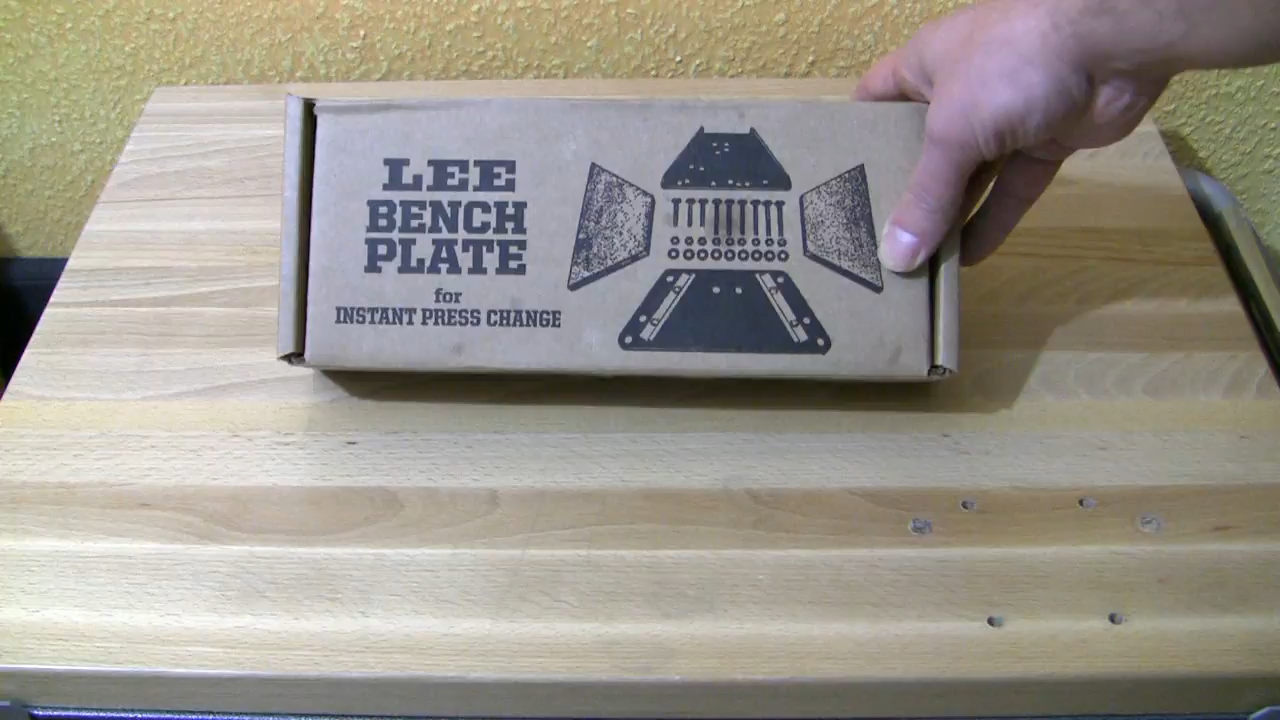 LEE
BENCH
PLATE
for
INSTANT PRESS CHANGE